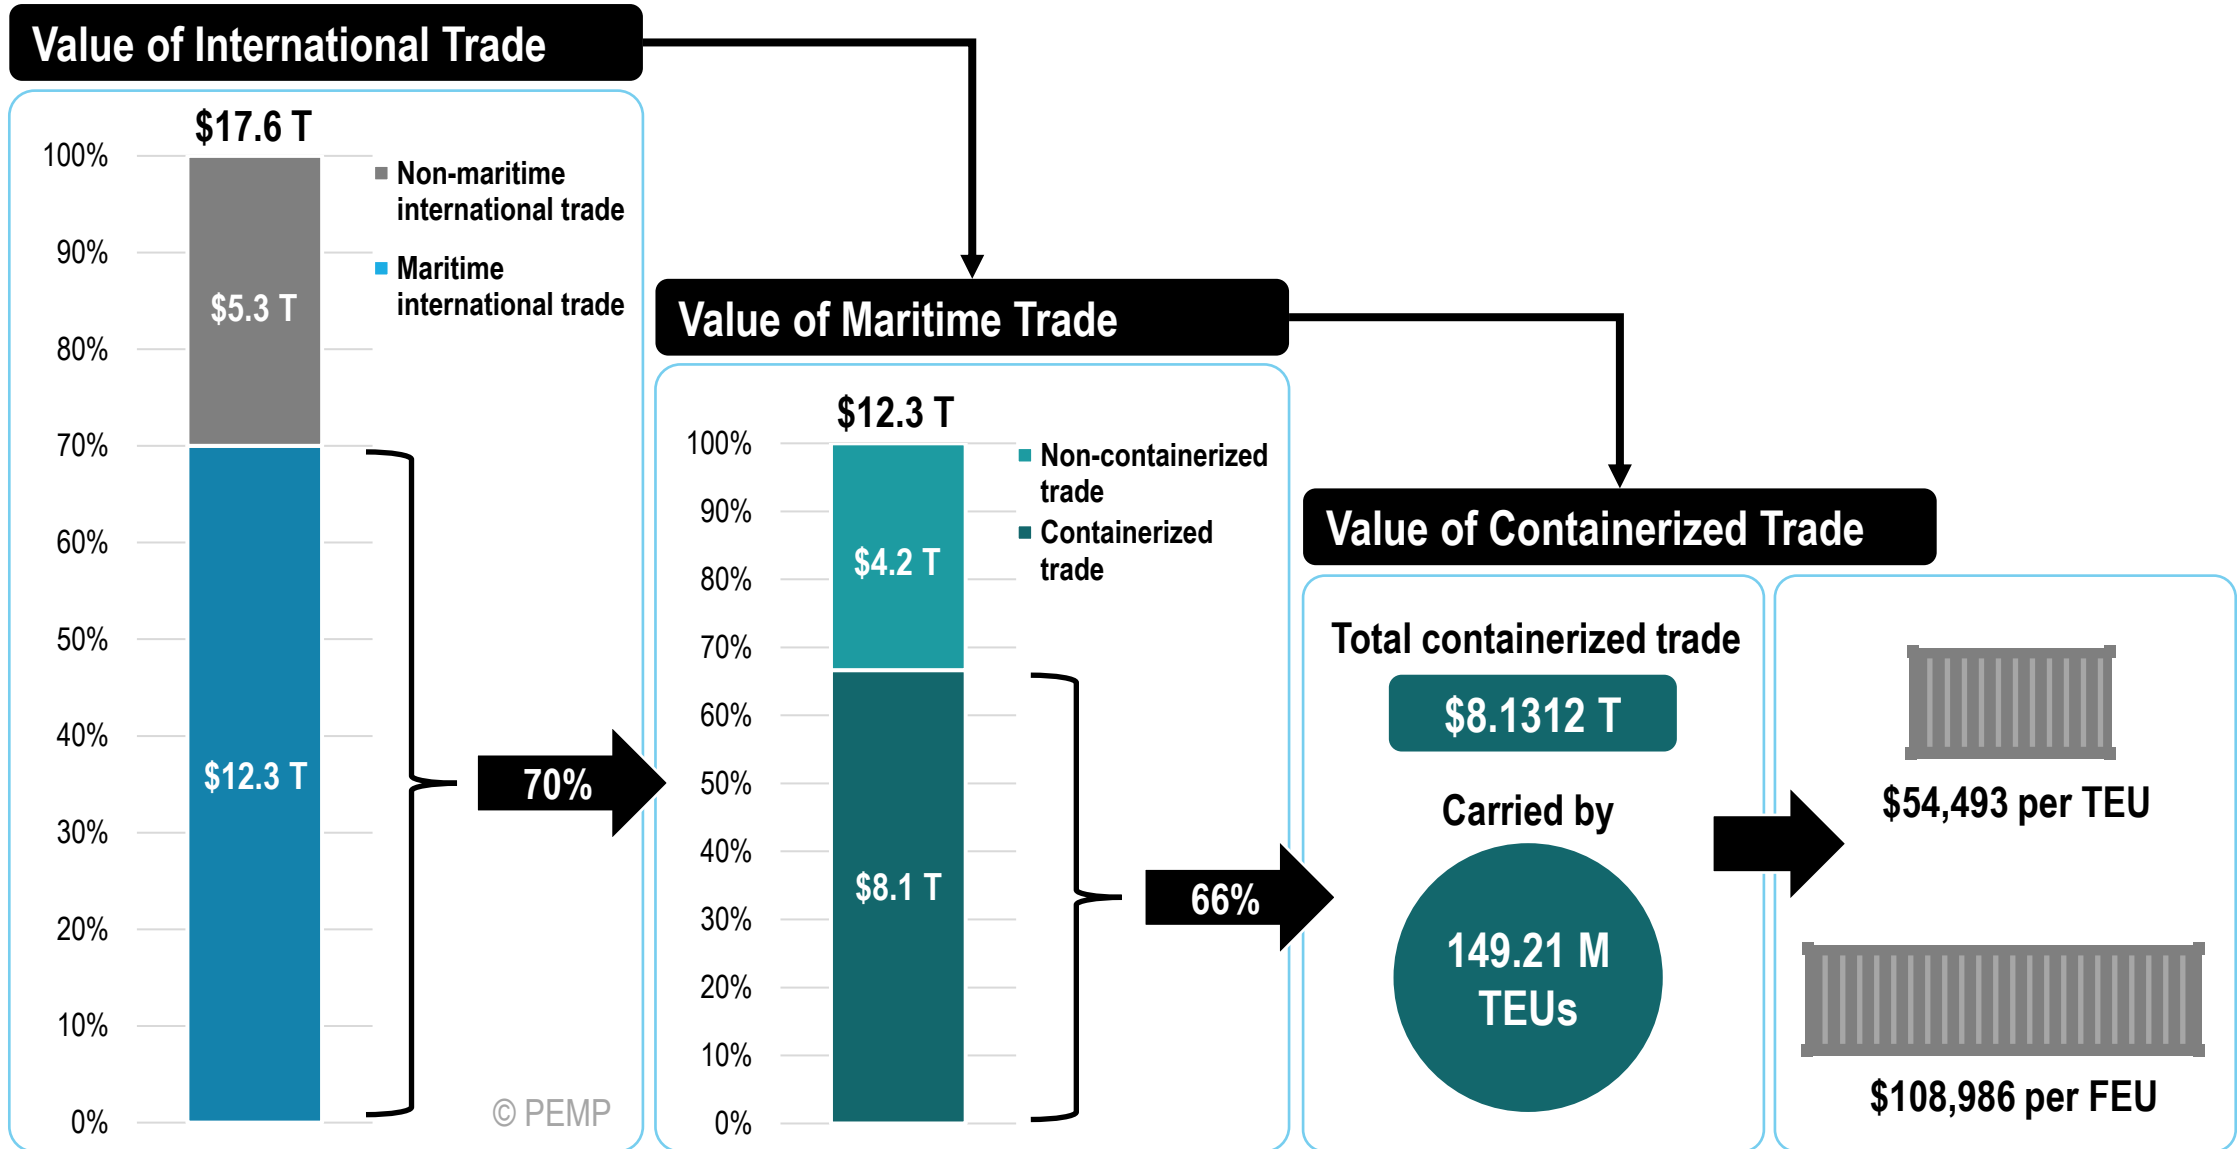 Value of International Trade
$17.6 T
100%
90%
80%
70%
60%
50%
40%
30%
20%
10%
0%
$5.3 T
$12.3 T
Non-maritime
international trade
Maritime
international trade
70%
© PEMP
Value of Maritime Trade
$12.3 T
100%
90%
80%
70%
60%
50%
40%
30%
20%
10%
0%
$4.2 T
$8.1 T
Non-containerized
trade
Containerized
trade
66%
Value of Containerized Trade
Total containerized trade
$8.1312 T
Carried by
149.21 M
TEUs
$54,493 per TEU
$108,986 per FEU